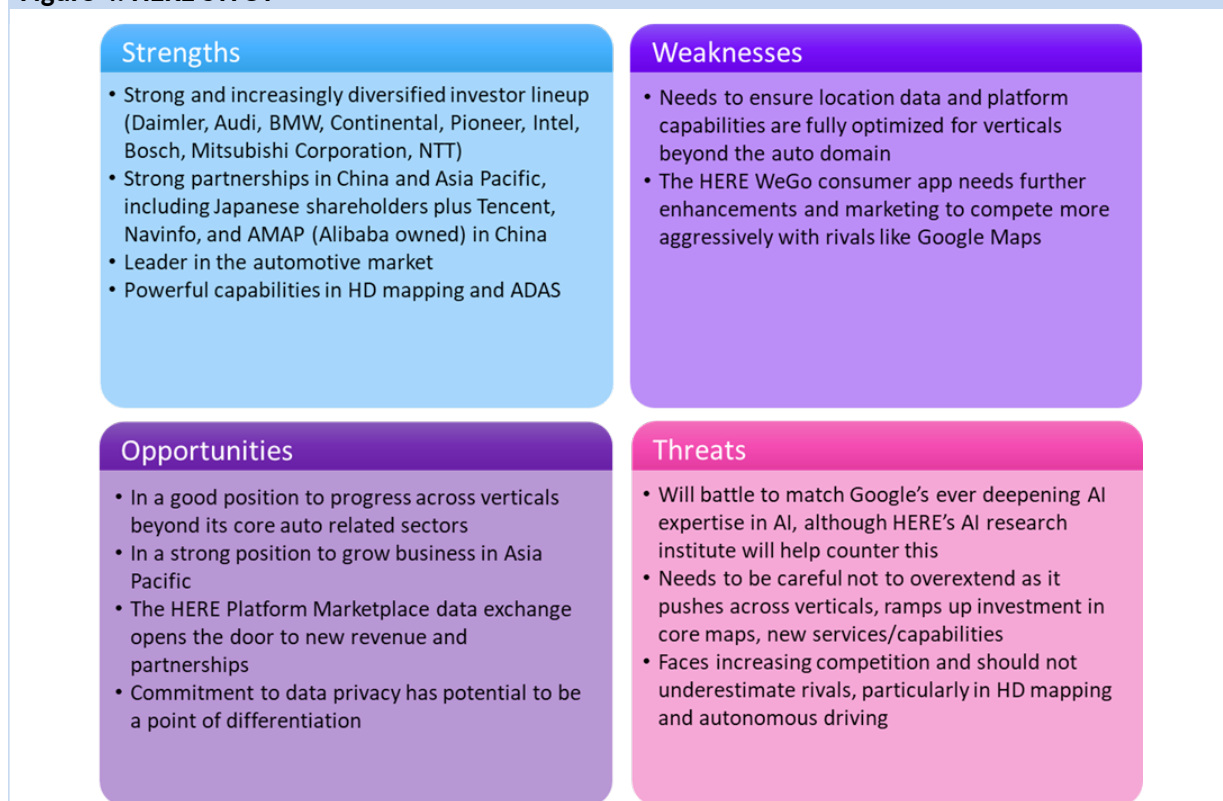 Strengths
• Strong and increasingly diversified investor lineup
(Daimler, Audi, BMW, Continental, Pioneer, Intel,
Bosch, Mitsubishi Corporation, NTT)
• Strong partnerships in China and Asia Pacific,
including Japanese shareholders plus Tencent,
Navinfo, and AMAP (Alibaba owned) in China
• Leader in the automotive market
• Powerful capabilities in HD mapping and ADAS
Weaknesses
• Needs to ensure location data and platform
capabilities are fully optimized for verticals
beyond the auto domain
• The HERE WeGo consumer app needs further
enhancements and marketing to compete more
aggressively with rivals like Google Maps
Opportunities
• In a good position to progress across verticals
beyond its core auto related sectors
• In a strong position to grow business in Asia
Pacific
• The HERE Platform Marketplace data exchange
opens the door to new revenue and
partnerships
• Commitment to data privacy has potential to be
a point of differentiation
Threats
• Will battle to match Google's ever deepening AI
expertise in AI, although HERE's AI research
institute will help counter this
• Needs to be careful not to overextend as it
pushes across verticals, ramps up investment in
core maps, new services/capabilities
• Faces increasing competition and should not
underestimate rivals, particularly in HD mapping
and autonomous driving